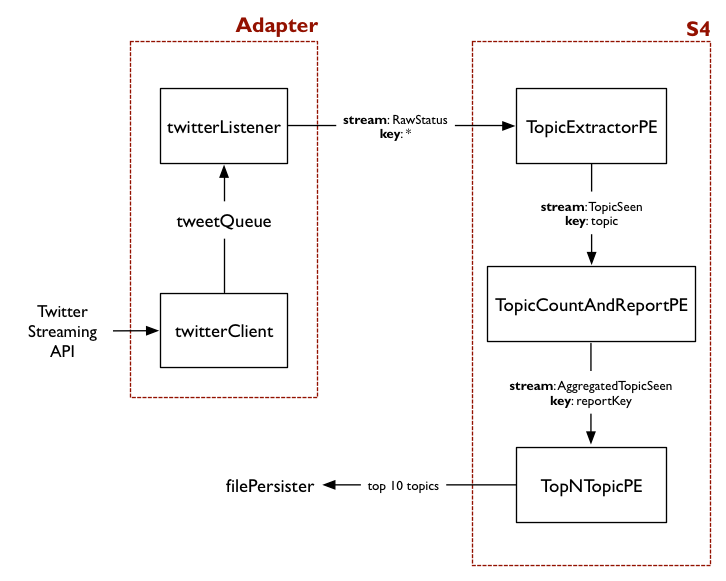 Adapter
S4
twitterListener
stream: RawStatus
key: *
TopicExtractorPE
tweetQueue
stream: TopicSeen
key: topic
Twitter
Streaming
API
twitterClient
TopicCountAndReportPE
stream: AggregatedTopicSeen
key: reportKey
filePersister
top 10 topics
TopNTopicPE